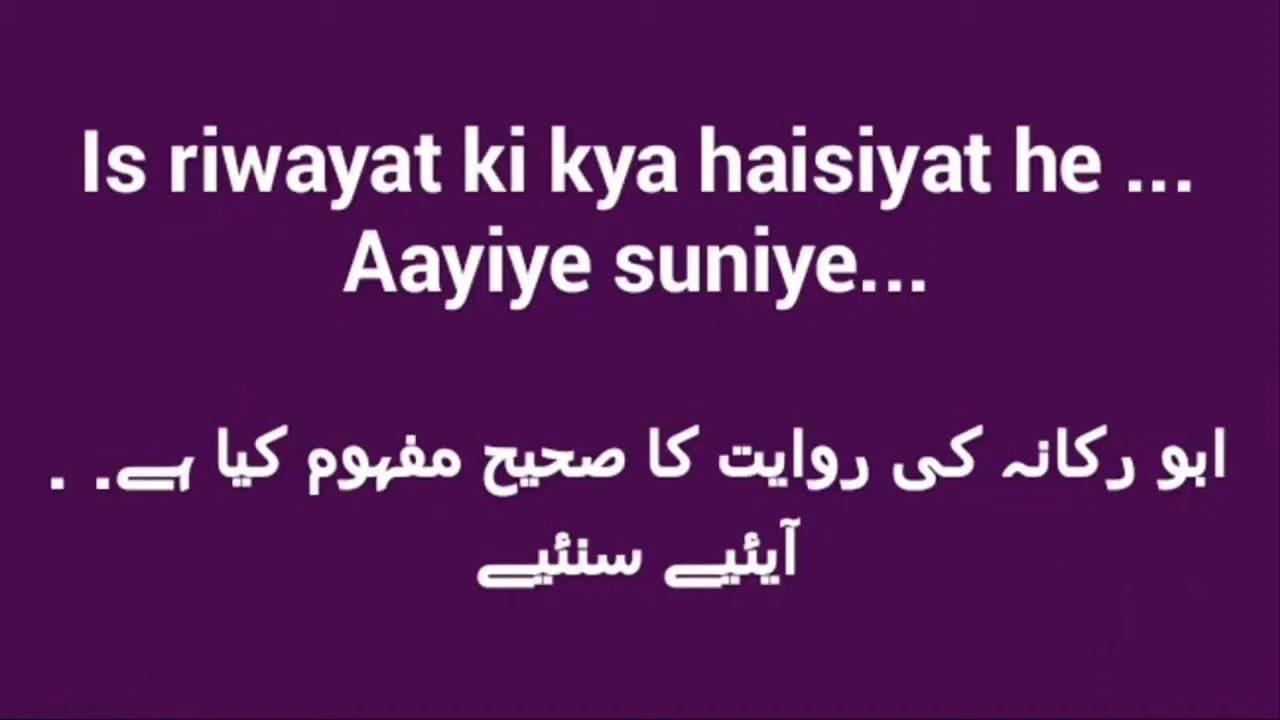 Is riwayat ki kya haisiyat he ...
Aayiye suniye...
ابو رکانہ کی روایت کا صحیح مفہوم کیا ہے. .
آیئیے سنئیے